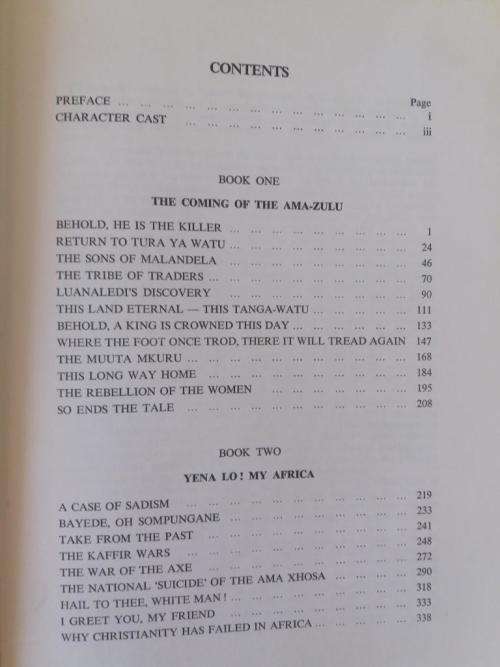 CONTENTS
Page
PREFACE ... ... ... ... ... ... ... ... ... ... ... ... ... ... i
CHARACTER CAST ... ... ... ... ... ... ... ... ... ... ... iii
BOOK ONE
THE COMING OF THE AMA-ZULU
BEHOLD, HE IS THE KILLER ... ... ... ... ... ... ... ... ... 1
RETURN TO TURA YA WATU ... ... ... ... ... ... ... ... ... 24
THE SONS OF MALANDELA ... ... ... ... ... ... ... ... ... 46
THE TRIBE OF TRADERS ... ... ... ... ... ... ... ... ... ... 70
LUANALEDI'S DISCOVERY ... ... ... ... ... ... ... ... ... 90
THIS LAND ETERNAL — THIS TANGA-WATU ... ... ... ... ... 111
BEHOLD, A KING IS CROWNED THIS DAY ... ... ... ... ... ... 133
WHERE THE FOOT ONCE TROD, THERE IT WILL TREAD AGAIN 147
THE MUUTA MKURU ... ... ... ... ... ... ... ... ... ... ... 168
THIS LONG WAY HOME ... ... ... ... ... ... ... ... ... ... 184
THE REBELLION OF THE WOMEN ... ... ... ... ... ... ... 195
SO ENDS THE TALE ... ... ... ... ... ... ... ... ... ... ... 208
BOOK TWO
YENA LO! MY AFRICA
A CASE OF SADISM ... ... ... ... ... ... ... ... ... ... ... 219
BAYEDE, OH SOMPUNGANE ... ... ... ... ... ... ... ... ... 233
TAKE FROM THE PAST ... ... ... ... ... ... ... ... ... ... 241
THE KAFFIR WARS ... ... ... ... ... ... ... ... ... ... ... 248
THE WAR OF THE AXE ... ... ... ... ... ... ... ... ... ... 272
THE NATIONAL 'SUICIDE' OF THE AMA XHOSA ... ... ... ... 290
HAIL TO THEE, WHITE MAN! ... ... ... ... ... ... ... ... ... 318
I GREET YOU, MY FRIEND ... ... ... ... ... ... ... ... ... 333
WHY CHRISTIANITY HAS FAILED IN AFRICA ... ... ... ... ... 338